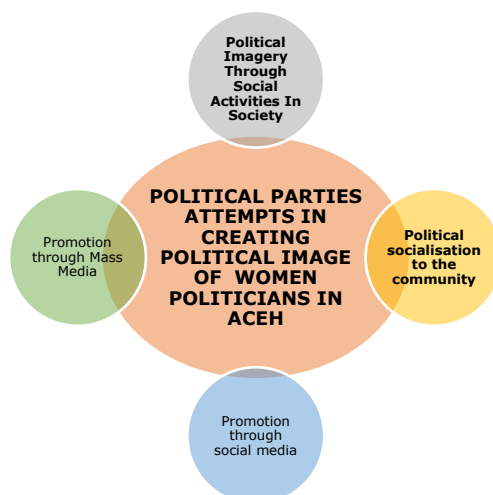 Political
Imagery
Through
Social
Activities In
Society
POLITICAL PARTIES
ATTEMPTS IN
CREATING
POLITICAL IMAGE
OF WOMEN
POLITICIANS IN
ACEH
Promotion
through Mass
Media
Political
socialisation to the
community
Promotion
through
social media